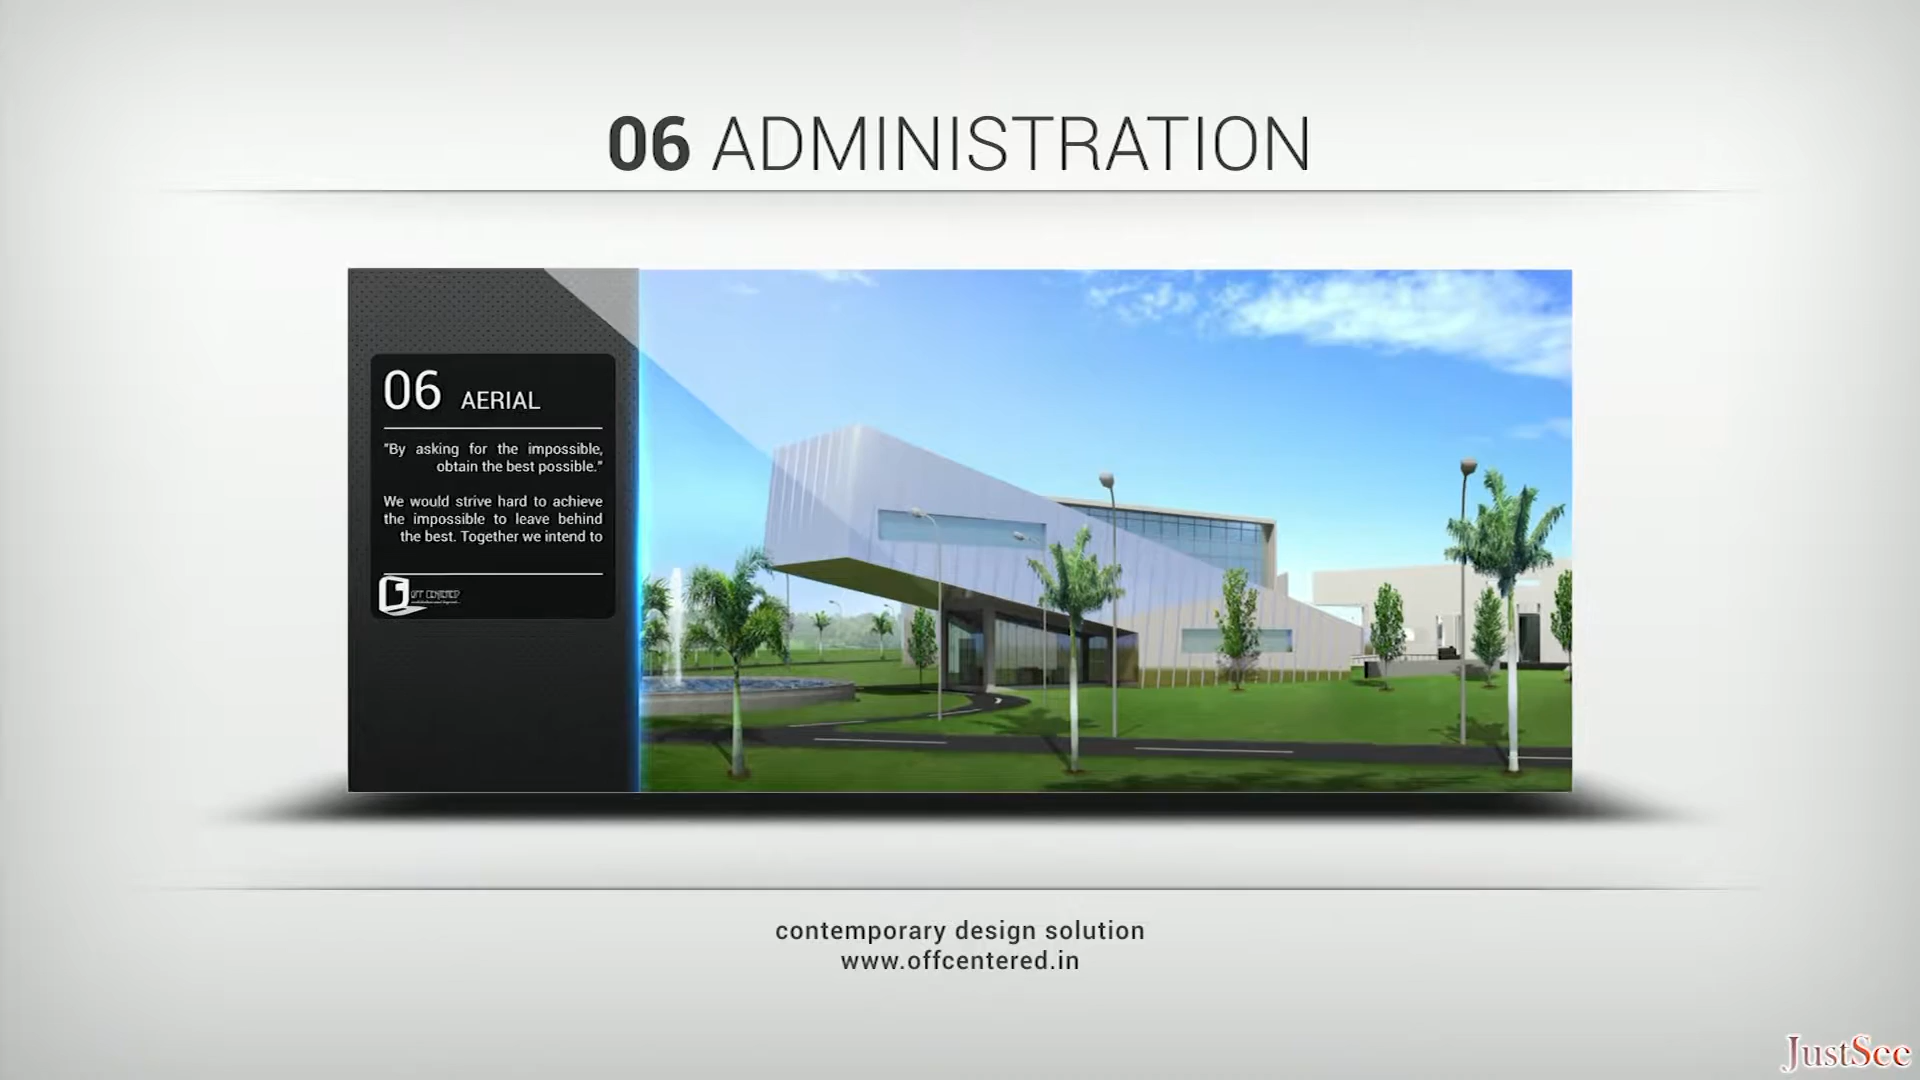 06 ADMINISTRATION
06 AERIAL
"By asking for the impossible,
obtain the best possible."
We would strive hard to achieve
the impossible to leave behind
the best. Together we intend to
OFF CENTERED
contemporary design solution
www.offcentered.in
JustSee